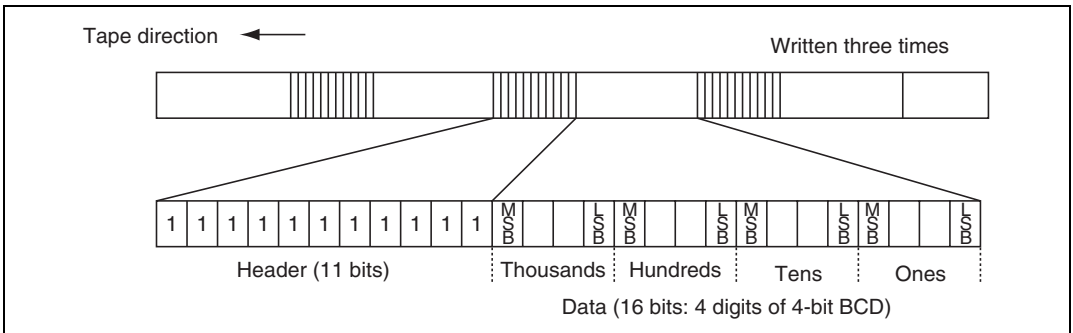 Tape direction
Written three times
1 1 1 1 1 1 1 1 1 1 1 MSB LSB MSB LSB MSB LSB MSB LSB
Header (11 bits) Thousands Hundreds Tens Ones
Data (16 bits: 4 digits of 4-bit BCD)